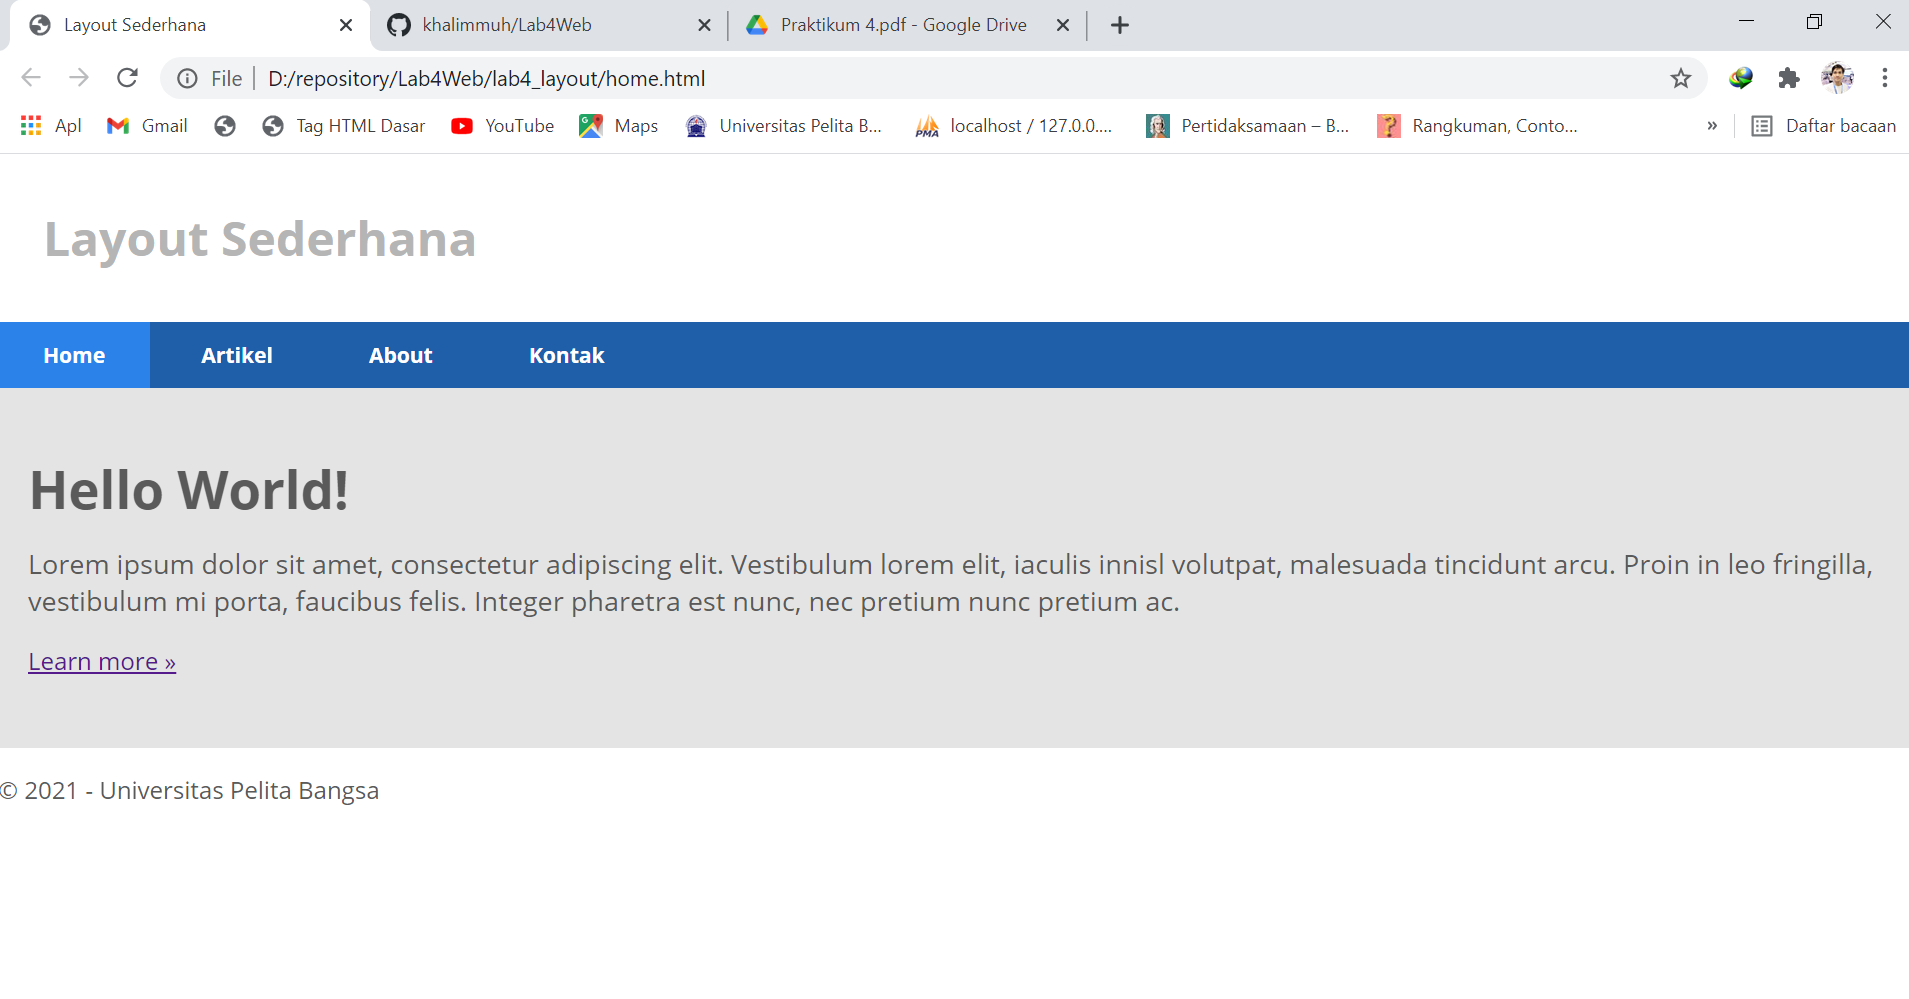 Layout Sederhana
khalimmuh/Lab4Web
Praktikum 4.pdf - Google Drive
File
D:/repository/Lab4Web/lab4_layout/home.html
Apl
Gmail
Tag HTML Dasar
YouTube
Maps
Universitas Pelita B...
PMA
localhost / 127.0.0....
Pertidaksamaan – B...
Rangkuman, Conto...
»
Daftar bacaan
Layout Sederhana
Home
Artikel
About
Kontak
Hello World!
Lorem ipsum dolor sit amet, consectetur adipiscing elit. Vestibulum lorem elit, iaculis innisl volutpat, malesuada tincidunt arcu. Proin in leo fringilla,
vestibulum mi porta, faucibus felis. Integer pharetra est nunc, nec pretium nunc pretium ac.
Learn more »
© 2021 - Universitas Pelita Bangsa